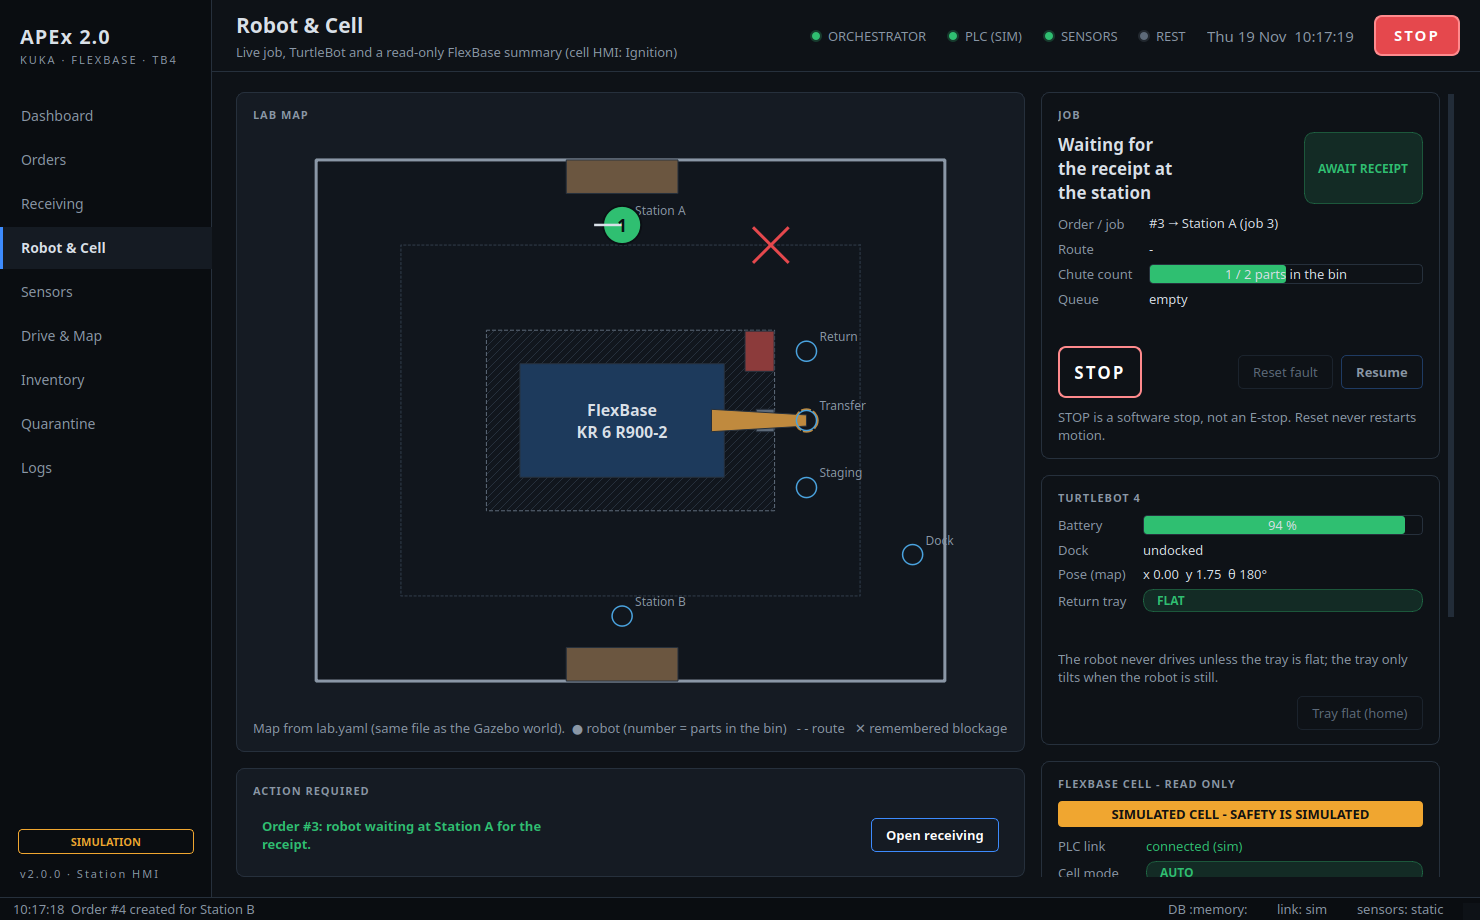 APEx 2.0
KUKA · FLEXBASE · TB4
Dashboard
Orders
Receiving
Robot & Cell
Sensors
Drive & Map
Inventory
Quarantine
Logs
SIMULATION
v2.0.0 · Station HMI
Robot & Cell
Live job, TurtleBot and a read-only FlexBase summary (cell HMI: Ignition)
ORCHESTRATOR
PLC (SIM)
SENSORS
REST
Thu 19 Nov 10:17:19
STOP
LAB MAP
Station A
1
Return
FlexBase
KR 6 R900-2
Transfer
Staging
Dock
Station B
Map from lab.yaml (same file as the Gazebo world). ● robot (number = parts in the bin) - - route ✕ remembered blockage
ACTION REQUIRED
Order #3: robot waiting at Station A for the
receipt.
Open receiving
JOB
Waiting for
the receipt at
the station
AWAIT RECEIPT
Order / job #3 → Station A (job 3)
Route -
Chute count 1 / 2 parts in the bin
Queue empty
STOP
Reset fault
Resume
STOP is a software stop, not an E-stop. Reset never restarts
motion.
TURTLEBOT 4
Battery 94 %
Dock undocked
Pose (map) x 0.00 y 1.75 θ 180°
Return tray FLAT
The robot never drives unless the tray is flat; the tray only
tilts when the robot is still.
Tray flat (home)
FLEXBASE CELL - READ ONLY
SIMULATED CELL - SAFETY IS SIMULATED
PLC link connected (sim)
Cell mode AUTO
10:17:18 Order #4 created for Station B
DB :memory:
link: sim
sensors: static